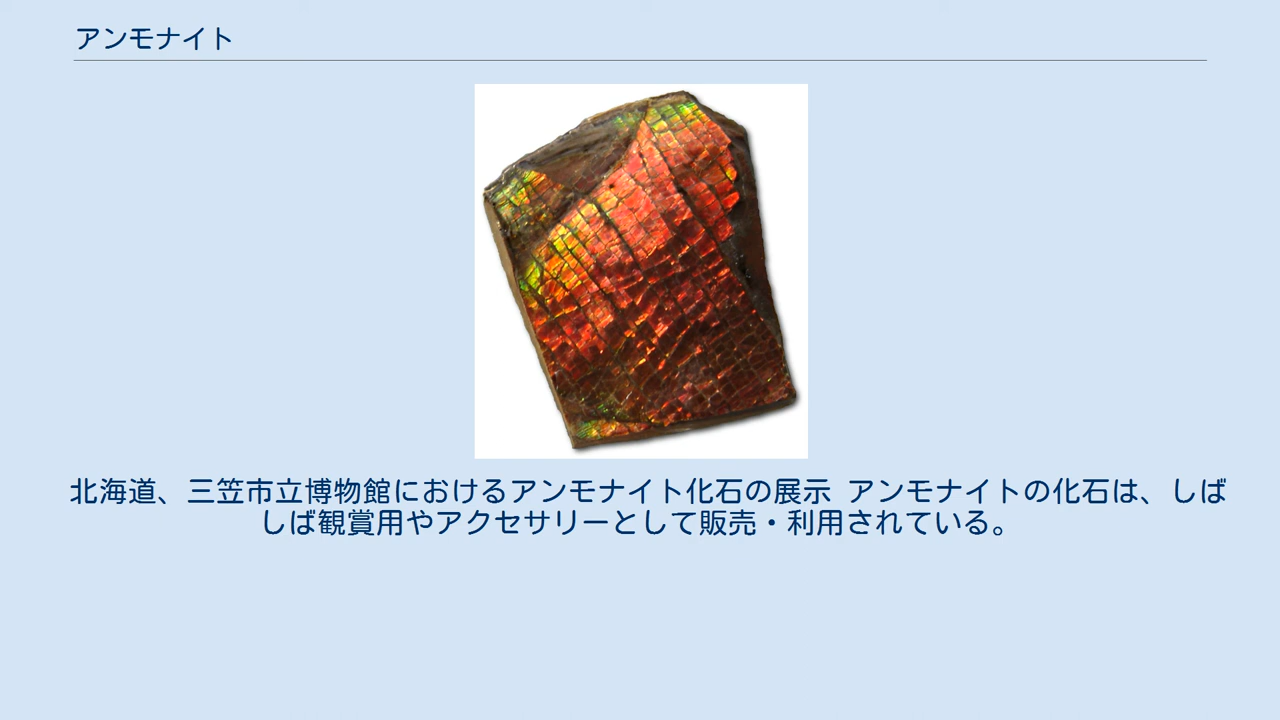 アンモナイト
北海道、三笠市立博物館におけるアンモナイト化石の展示 アンモナイトの化石は、しば
しば観賞用やアクセサリーとして販売・利用されている。